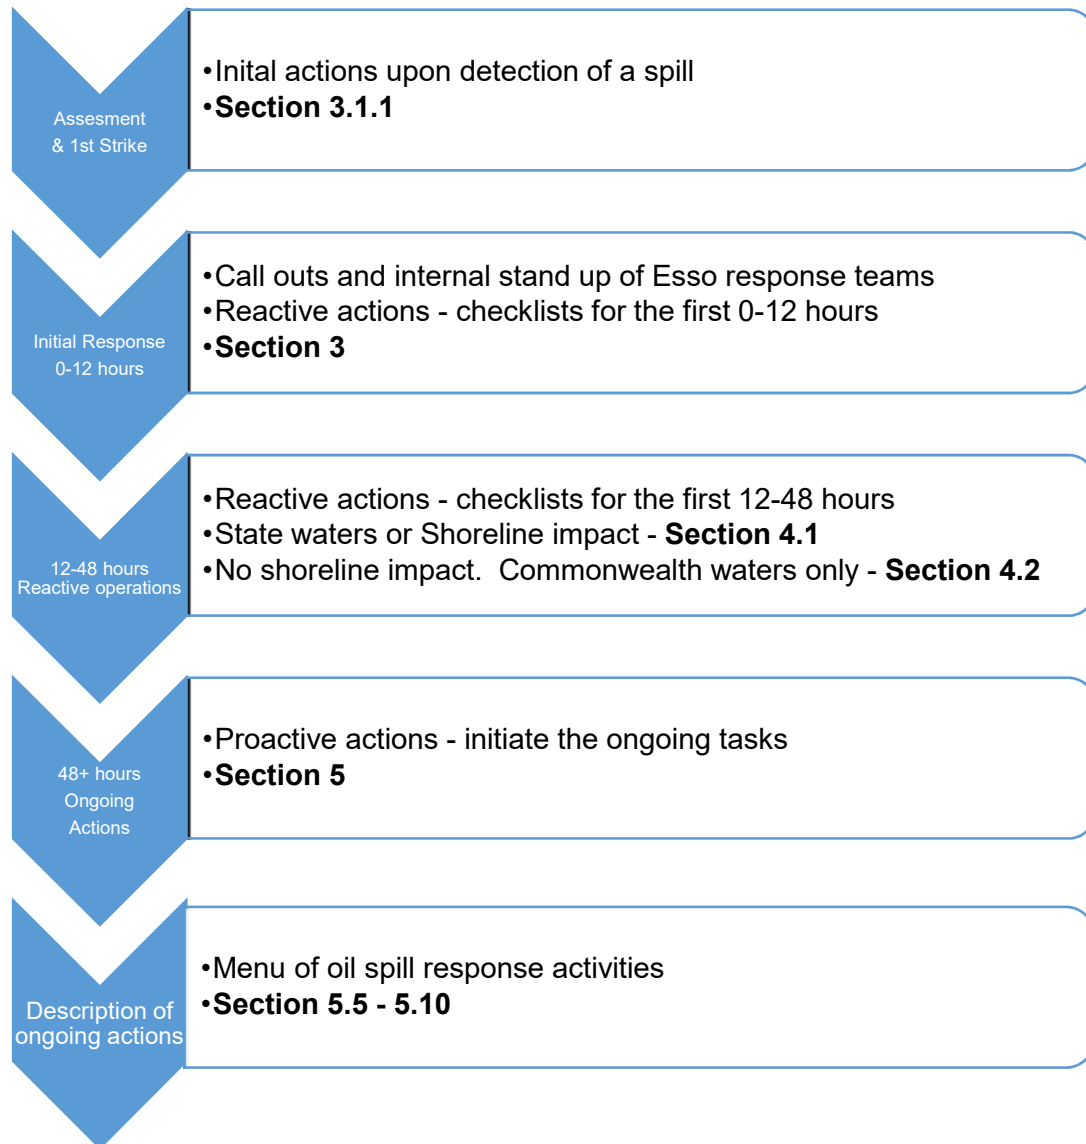 Assesment
& 1st Strike
•Inital actions upon detection of a spill
•Section 3.1.1
Initial Response
0-12 hours
•Call outs and internal stand up of Esso response teams
•Reactive actions - checklists for the first 0-12 hours
•Section 3
12-48 hours
Reactive operations
•Reactive actions - checklists for the first 12-48 hours
•State waters or Shoreline impact - Section 4.1
•No shoreline impact.  Commonwealth waters only - Section 4.2
48+ hours
Ongoing
Actions
•Proactive actions - initiate the ongoing tasks
•Section 5
Description of
ongoing actions
•Menu of oil spill response activities
•Section 5.5 - 5.10